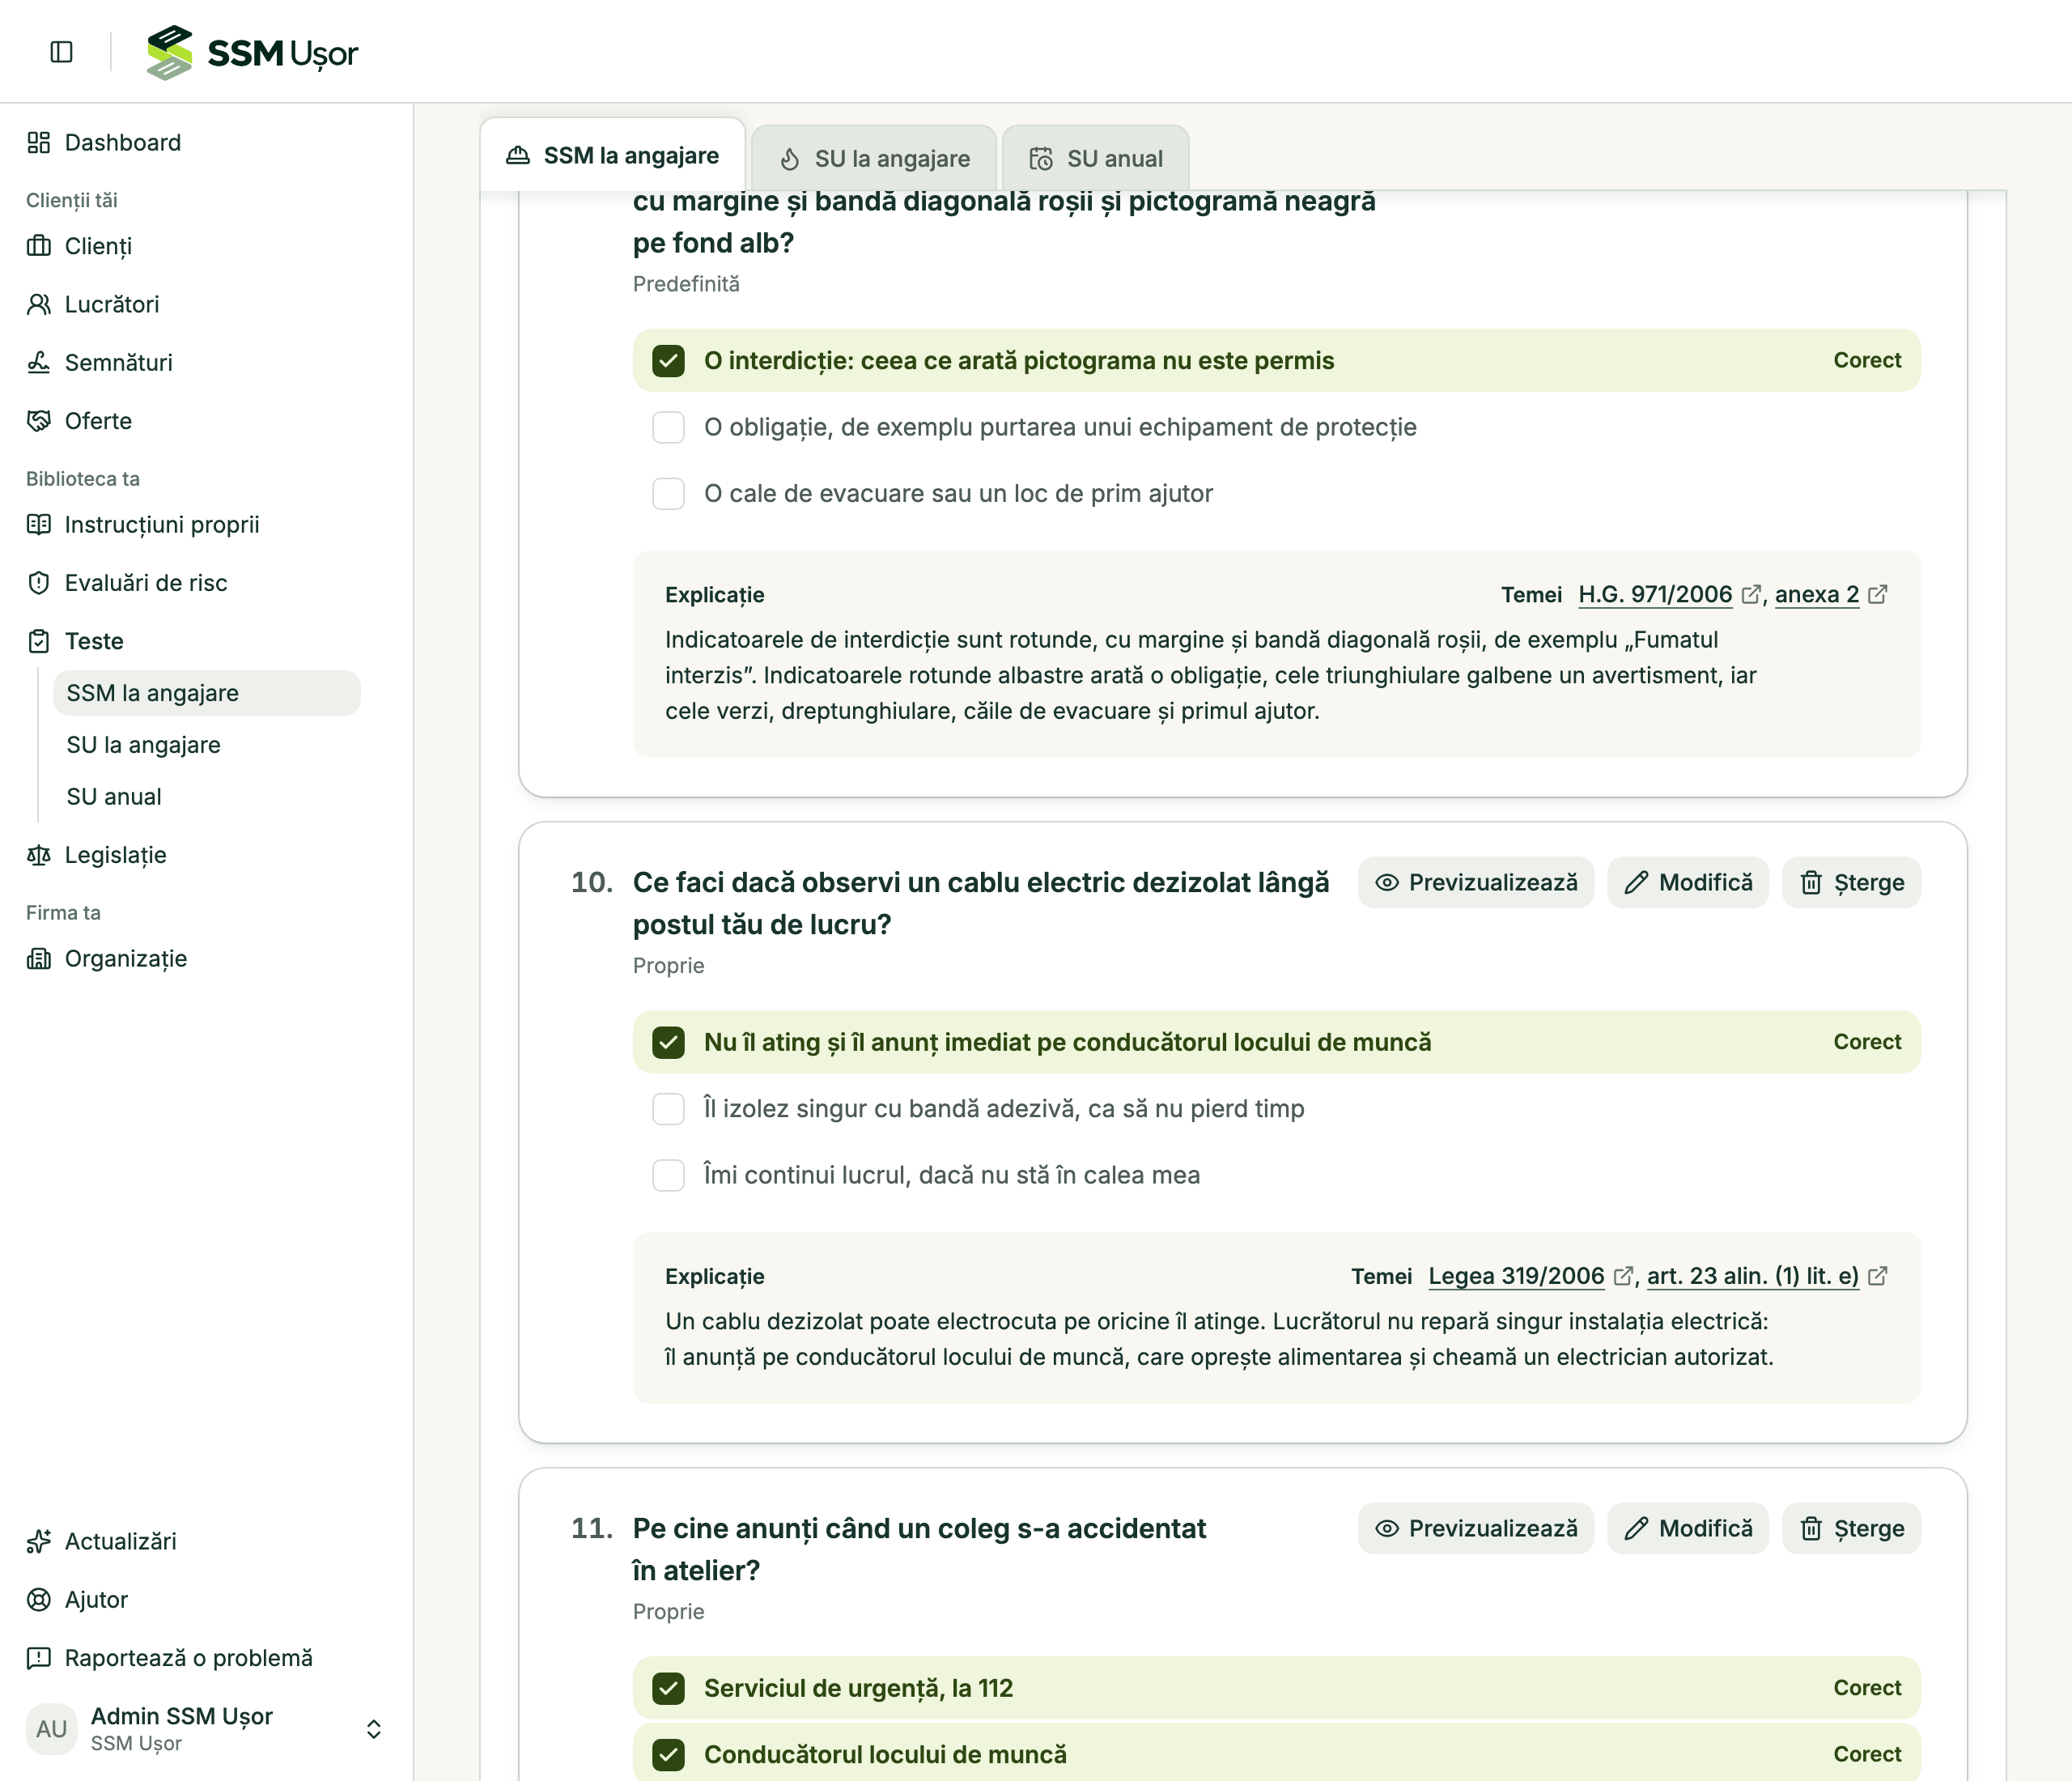 SSM Ușor
Dashboard
Clienții tăi
Clienți
Lucrători
Semnături
Oferte
Biblioteca ta
Instrucțiuni proprii
Evaluări de risc
Teste
SSM la angajare
SU la angajare
SU anual
Legislație
Firma ta
Organizație
Actualizări
Ajutor
Raportează o problemă
AU
Admin SSM Ușor
SSM Ușor
SSM la angajare
SU la angajare
SU anual
cu margine și bandă diagonală roșii și pictogramă neagră
pe fond alb?
Predefinită
O interdicție: ceea ce arată pictograma nu este permis
Corect
O obligație, de exemplu purtarea unui echipament de protecție
O cale de evacuare sau un loc de prim ajutor
Explicație
Temei H.G. 971/2006, anexa 2
Indicatoarele de interdicție sunt rotunde, cu margine și bandă diagonală roșii, de exemplu „Fumatul
interzis”. Indicatoarele rotunde albastre arată o obligație, cele triunghiulare galbene un avertisment, iar
cele verzi, dreptunghiulare, căile de evacuare și primul ajutor.
10. Ce faci dacă observi un cablu electric dezizolat lângă
postul tău de lucru?
Previzualizează
Modifică
Șterge
Proprie
Nu îl ating și îl anunț imediat pe conducătorul locului de muncă
Corect
Îl izolez singur cu bandă adezivă, ca să nu pierd timp
Îmi continui lucrul, dacă nu stă în calea mea
Explicație
Temei Legea 319/2006, art. 23 alin. (1) lit. e)
Un cablu dezizolat poate electrocuta pe oricine îl atinge. Lucrătorul nu repară singur instalația electrică:
îl anunță pe conducătorul locului de muncă, care oprește alimentarea și cheamă un electrician autorizat.
11. Pe cine anunți când un coleg s-a accidentat
în atelier?
Previzualizează
Modifică
Șterge
Proprie
Serviciul de urgență, la 112
Corect
Conducătorul locului de muncă
Corect